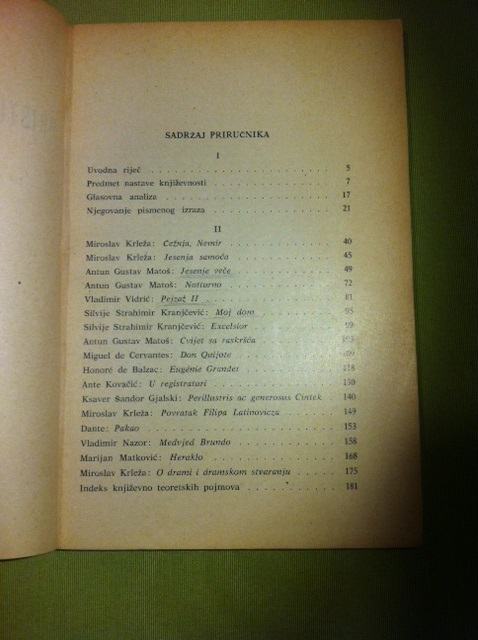 SADRŽAJ PRIRUČNIKA
I
Uvodna riječ . . . . . . . . . . . . . . . . 5
Predmet nastave književnosti . . . . . . . . . . 7
Glasovna analiza . . . . . . . . . . . . . . . 17
Njegovanje pismenog izraza . . . . . . . . . . 21
II
Miroslav Krleža: Čežnja, Nemir . . . . . . . . . 40
Miroslav Krleža: Jesenja samoća . . . . . . . . 45
Antun Gustav Matoš: Jesenje veče . . . . . . . . 49
Antun Gustav Matoš: Notturno . . . . . . . . . 72
Vladimir Vidrić: Pejzaž II . . . . . . . . . . 81
Silvije Strahimir Kranjčević: Moj dom . . . . . . 95
Silvije Strahimir Kranjčević: Excelsior . . . . . . 99
Antun Gustav Matoš: Cvijet sa raskršća . . . . . .
Miguel de Cervantes: Don Quijote . . . . . . .
Honoré de Balzac: Eugénie Grandet . . . . . . . 118
Ante Kovačić: U registraturi . . . . . . . . . . 130
Ksaver Šandor Gjalski: Perillustris ac generosus Cintek 140
Miroslav Krleža: Povratak Filipa Latinovicza . . . . 149
Dante: Pakao . . . . . . . . . . . . . . . . 153
Vladimir Nazor: Medvjed Brundo . . . . . . . . 158
Marijan Matković: Heraklo . . . . . . . . . . . 168
Miroslav Krleža: O drami i dramskom stvaranju . . . 175
Indeks književno teoretskih pojmova . . . . . . . 181